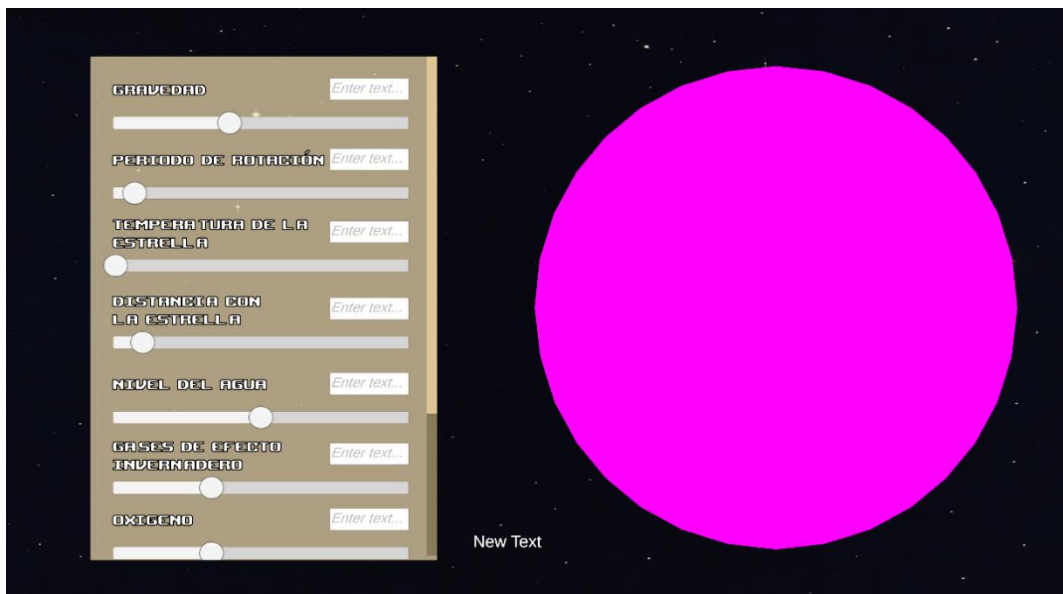 GRAVEDAD
Enter text...
PERIODO DE ROTACIÓN
Enter text...
TEMPERATURA DE LA
ESTRELLA
Enter text...
DISTANCIA CON
LA ESTRELLA
Enter text...
NIVEL DEL AGUA
Enter text...
GASES DE EFECTO
INVERNADERO
Enter text...
OXIGENO
Enter text...
New Text